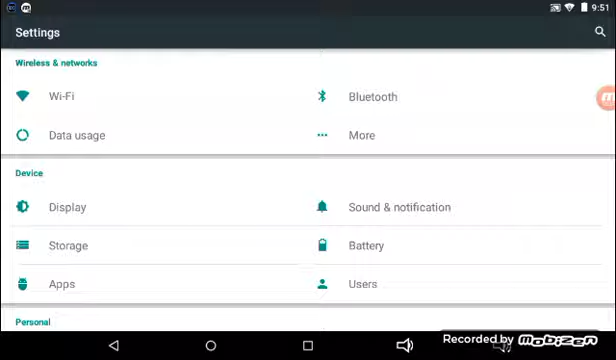 9:51
Settings
Wireless & networks
Wi-Fi
Bluetooth
Data usage
More
Device
Display
Sound & notification
Storage
Battery
Apps
Users
Personal
Recorded by MOBIZEN